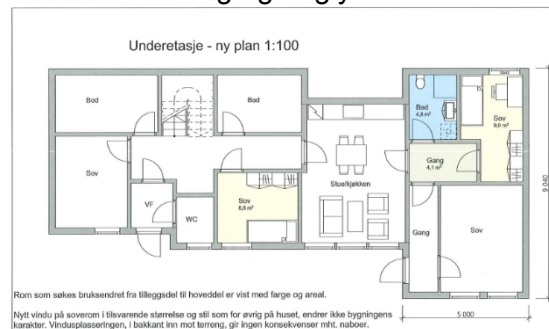 Underetasje - ny plan 1:100
Bod
Bad
Bad
4,8 m²
Sov
9,0 m²
Sov
Gang
4,1 m²
Stue/kjøkken
VF
WC
Sov
8,8 m²
Gang
Sov
9 040
5 000
Rom som søkes bruksendret fra tilleggsdel til hoveddel er vist med farge og areal.
Nytt vindu på soverom i tilsvarende størrelse og stil som for øvrig på huset, endrer ikke bygningens
karakter. Vindusplasseringen, i bakkant inn mot terreng, gir ingen konsekvenser mht. naboer.